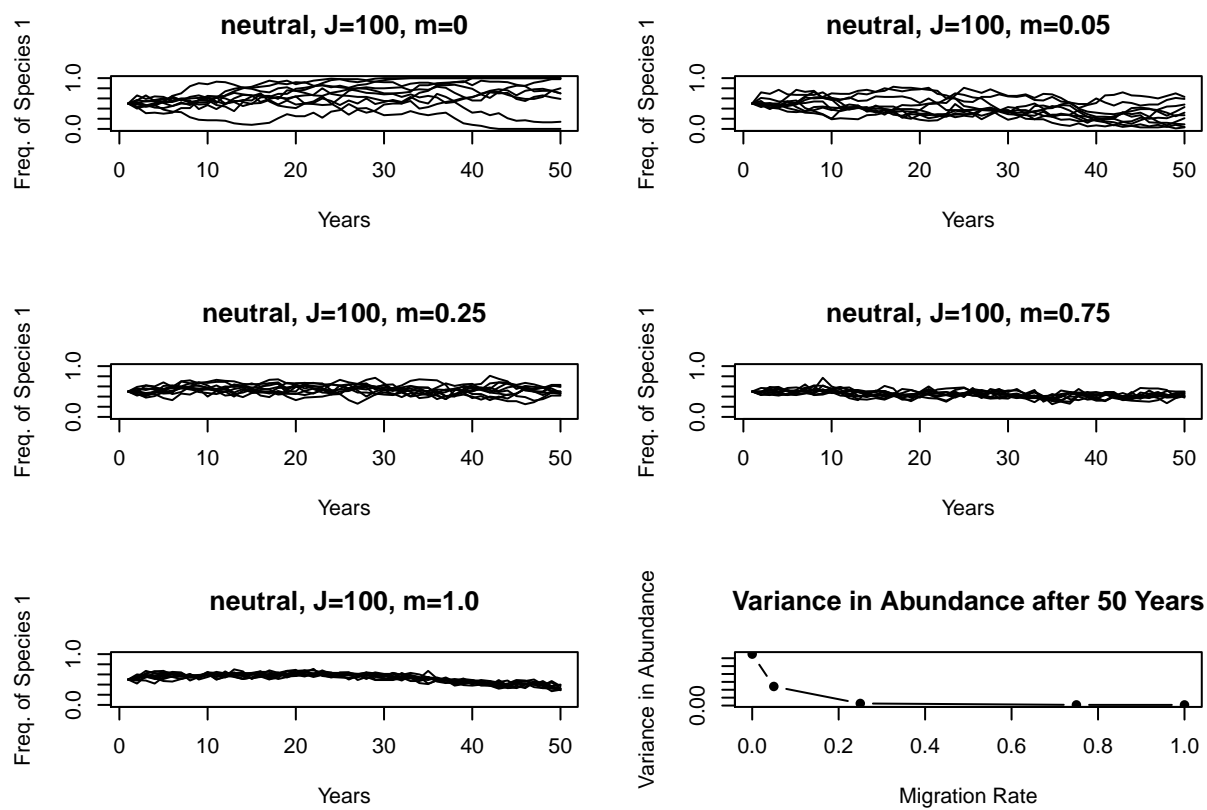 neutral, J=100, m=0
Freq. of Species 1
1.0
0.0
0 10 20 30 40 50
Years
neutral, J=100, m=0.05
Freq. of Species 1
1.0
0.0
0 10 20 30 40 50
Years
neutral, J=100, m=0.25
Freq. of Species 1
1.0
0.0
0 10 20 30 40 50
Years
neutral, J=100, m=0.75
Freq. of Species 1
1.0
0.0
0 10 20 30 40 50
Years
neutral, J=100, m=1.0
Freq. of Species 1
1.0
0.0
0 10 20 30 40 50
Years
Variance in Abundance after 50 Years
Variance in Abundance
0.00
0.0 0.2 0.4 0.6 0.8 1.0
Migration Rate